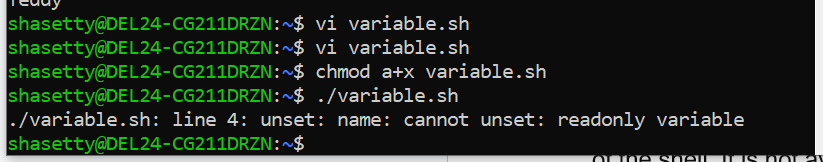 reddy
shasetty@DEL24-CG211DRZN:~$ vi variable.sh
shasetty@DEL24-CG211DRZN:~$ vi variable.sh
shasetty@DEL24-CG211DRZN:~$ chmod a+x variable.sh
shasetty@DEL24-CG211DRZN:~$ ./variable.sh
./variable.sh: line 4: unset: name: cannot unset: readonly variable
shasetty@DEL24-CG211DRZN:~$
of the shell. It is not